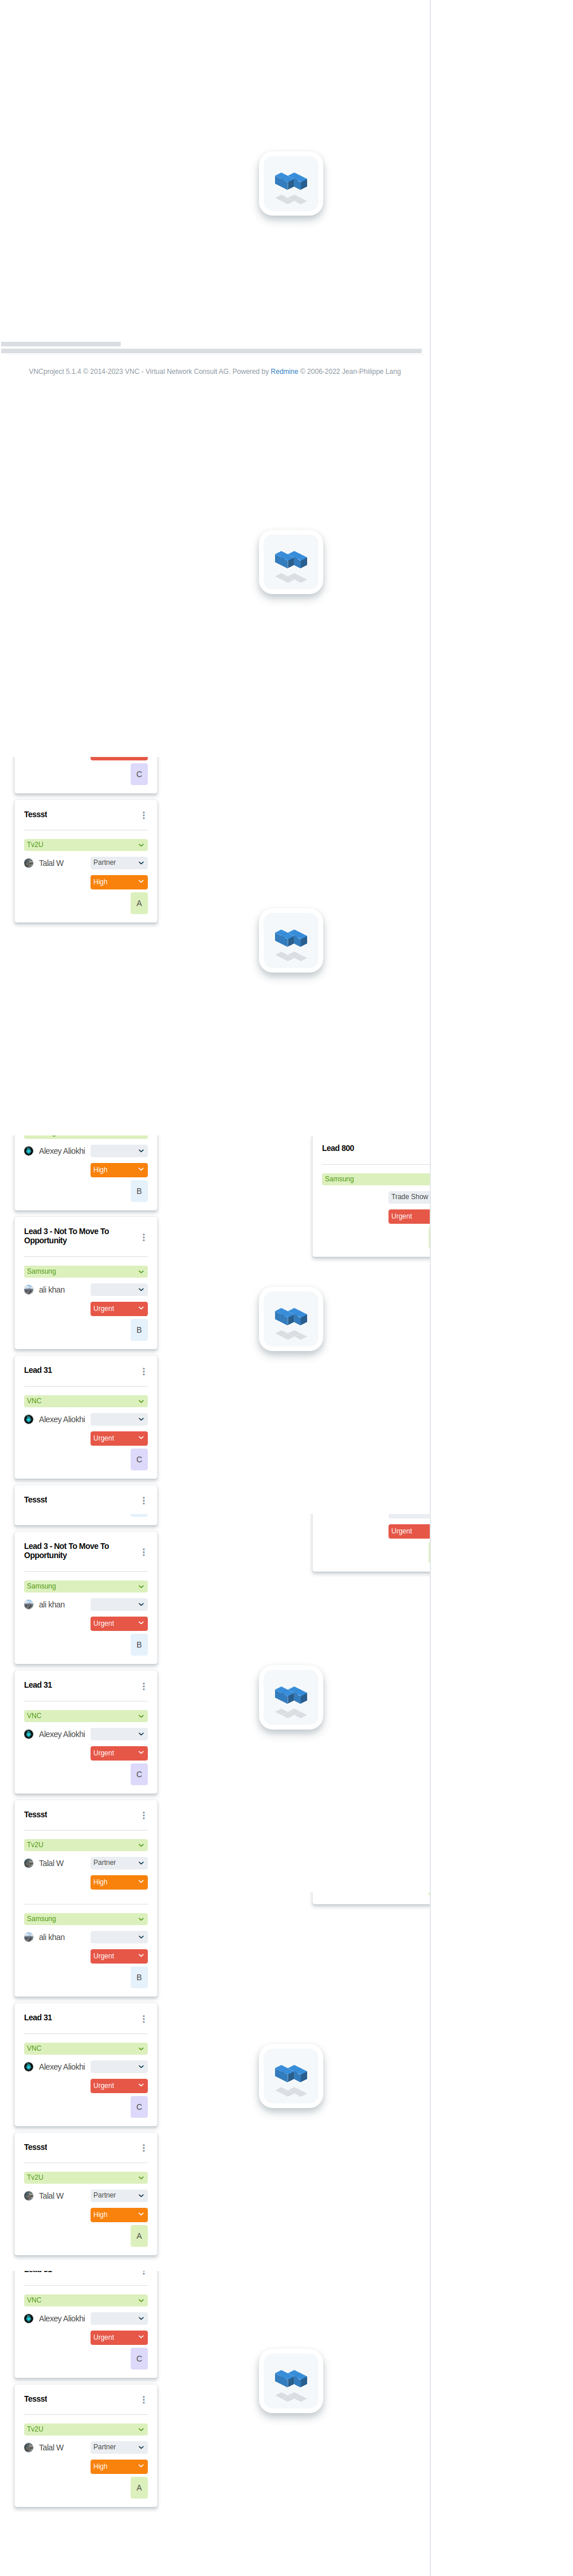 VNCproject 5.1.4 © 2014-2023 VNC - Virtual Network Consult AG. Powered by Redmine © 2006-2022 Jean-Philippe Lang
C
Tessst
Tv2U
Talal W Partner
High
A
Alexey Aliokhi
High
B
Lead 800
Samsung
Trade Show
Urgent
Lead 3 - Not To Move To
Opportunity
Samsung
ali khan
Urgent
B
Lead 31
VNC
Alexey Aliokhi
Urgent
C
Tessst
Urgent
Lead 3 - Not To Move To
Opportunity
Samsung
ali khan
Urgent
B
Lead 31
VNC
Alexey Aliokhi
Urgent
C
Tessst
Tv2U
Talal W Partner
High
Samsung
ali khan
Urgent
B
Lead 31
VNC
Alexey Aliokhi
Urgent
C
Tessst
Tv2U
Talal W Partner
High
A
VNC
Alexey Aliokhi
Urgent
C
Tessst
Tv2U
Talal W Partner
High
A